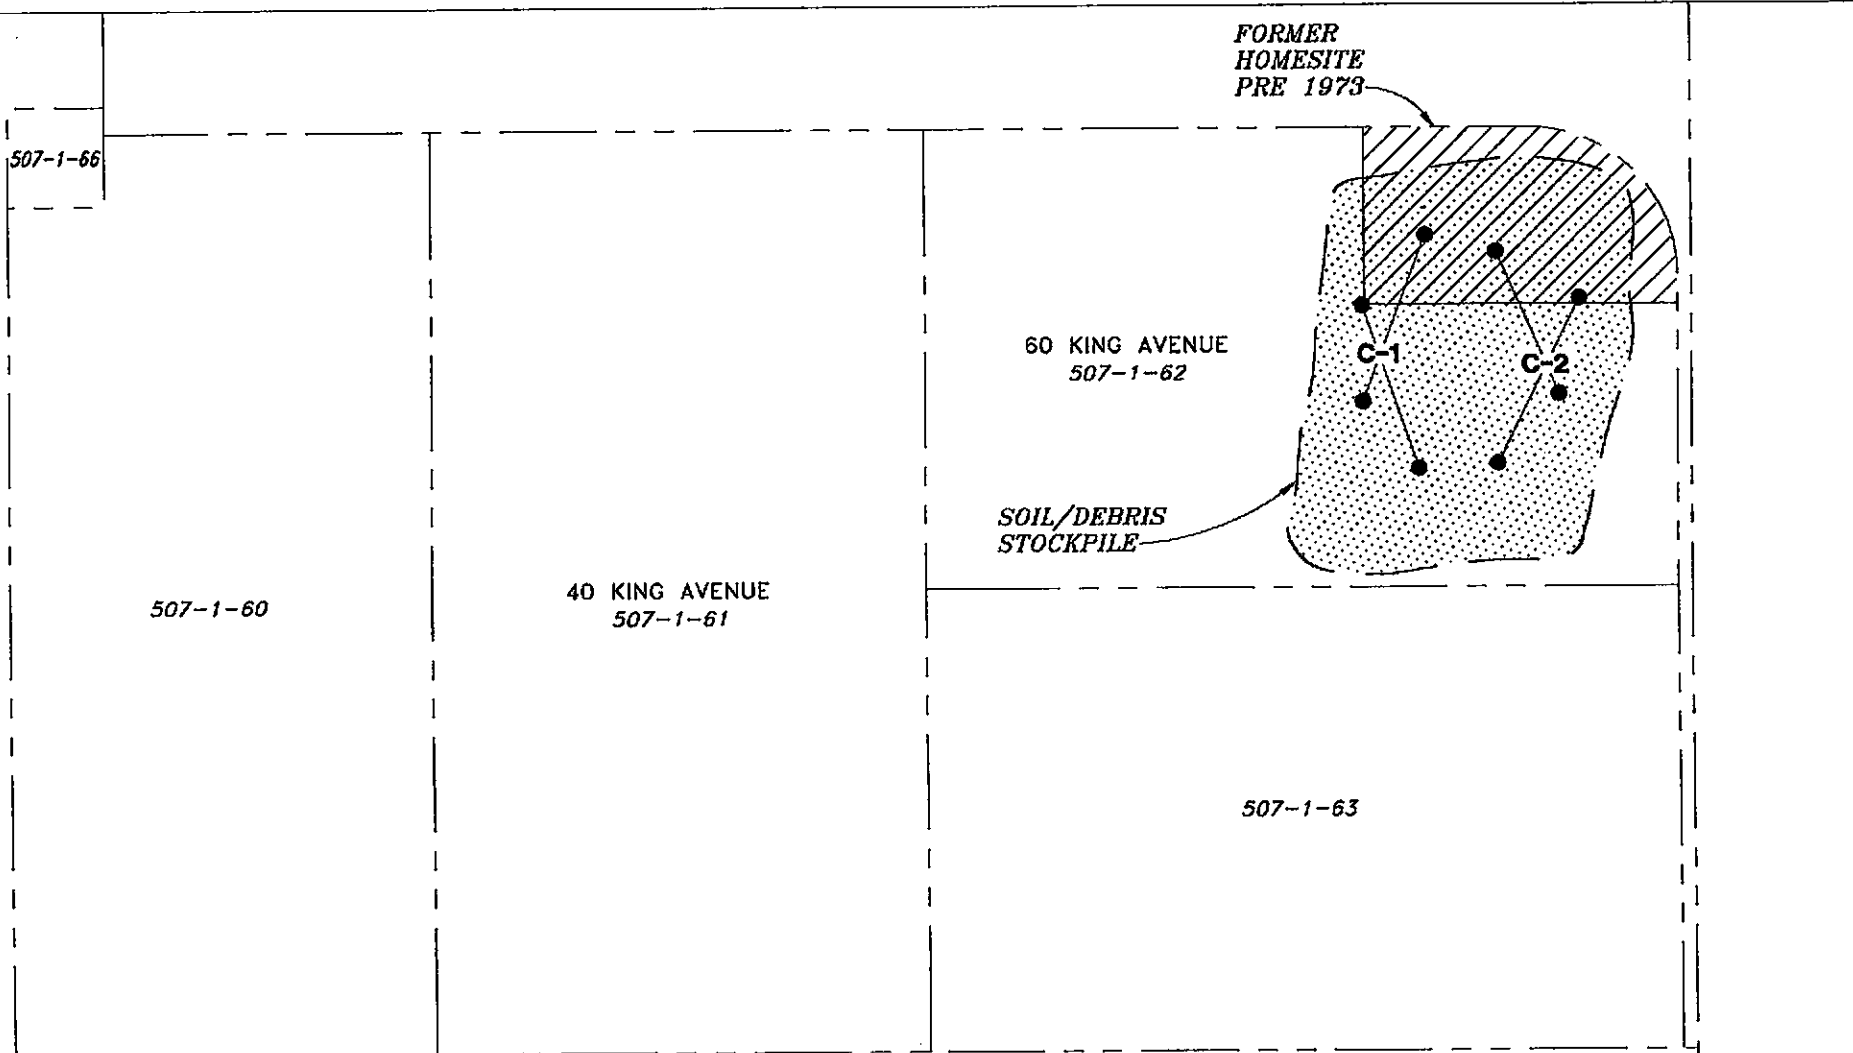 FORMER
HOMESITE
PRE 1973
507-1-66
60 KING AVENUE
507-1-62
C-1
C-2
SOIL/DEBRIS
STOCKPILE
40 KING AVENUE
507-1-61
507-1-60
507-1-63